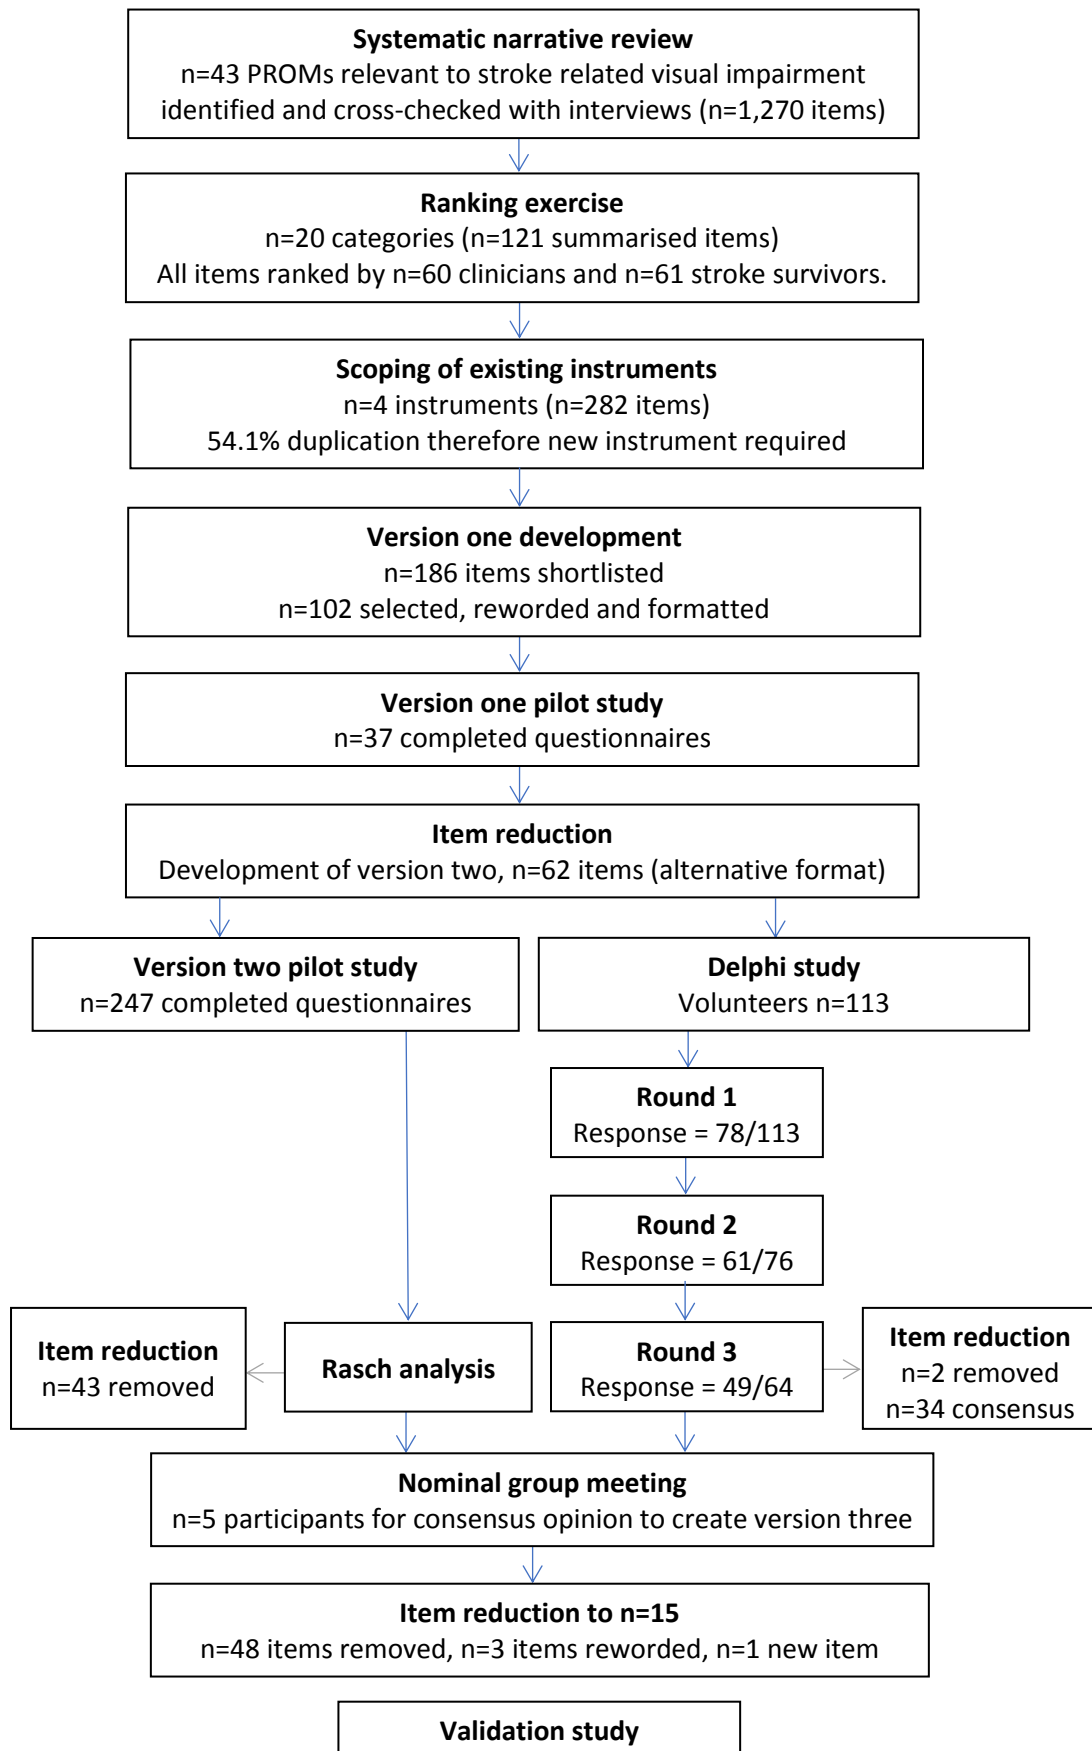 Systematic narrative review
n=43 PROMs relevant to stroke related visual impairment
identified and cross-checked with interviews (n=1,270 items)
Ranking exercise
n=20 categories (n=121 summarised items)
All items ranked by n=60 clinicians and n=61 stroke survivors.
Scoping of existing instruments
n=4 instruments (n=282 items)
54.1% duplication therefore new instrument required
Version one development
n=186 items shortlisted
n=102 selected, reworded and formatted
Version one pilot study
n=37 completed questionnaires
Item reduction
Development of version two, n=62 items (alternative format)
Version two pilot study
n=247 completed questionnaires
Delphi study
Volunteers n=113
Round 1
Response = 78/113
Round 2
Response = 61/76
Item reduction
n=43 removed
Rasch analysis
Round 3
Response = 49/64
Item reduction
n=2 removed
n=34 consensus
Nominal group meeting
n=5 participants for consensus opinion to create version three
Item reduction to n=15
n=48 items removed, n=3 items reworded, n=1 new item
Validation study